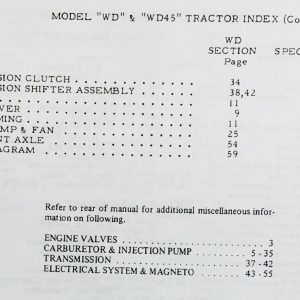 MODEL "WD" & "WD45" TRACTOR INDEX (Co
WD
SECTION SPEC
Page
SION CLUTCH . . . . . . . . . . . . . . . 34
SION SHIFTER ASSEMBLY . . . . . . . . . 38,42
. . . . . . . . . . . . . . . 11
WER . . . . . . . . . . . . . . . 9
MING . . . . . . . . . . . . . . . 11
MP & FAN . . . . . . . . . . . . . . . 25
NT AXLE . . . . . . . . . . . . . . . 54
AGRAM . . . . . . . . . . . . . . . 59
Refer to rear of manual for additional miscellaneous infor-
mation on following.
ENGINE VALVES . . . . . . . . . . . . . . . 3
CARBURETOR & INJECTION PUMP . . . . 5 - 35
TRANSMISSION . . . . . . . . . . . . . 37 - 42
ELECTRICAL SYSTEM & MAGNETO . . 43 - 55